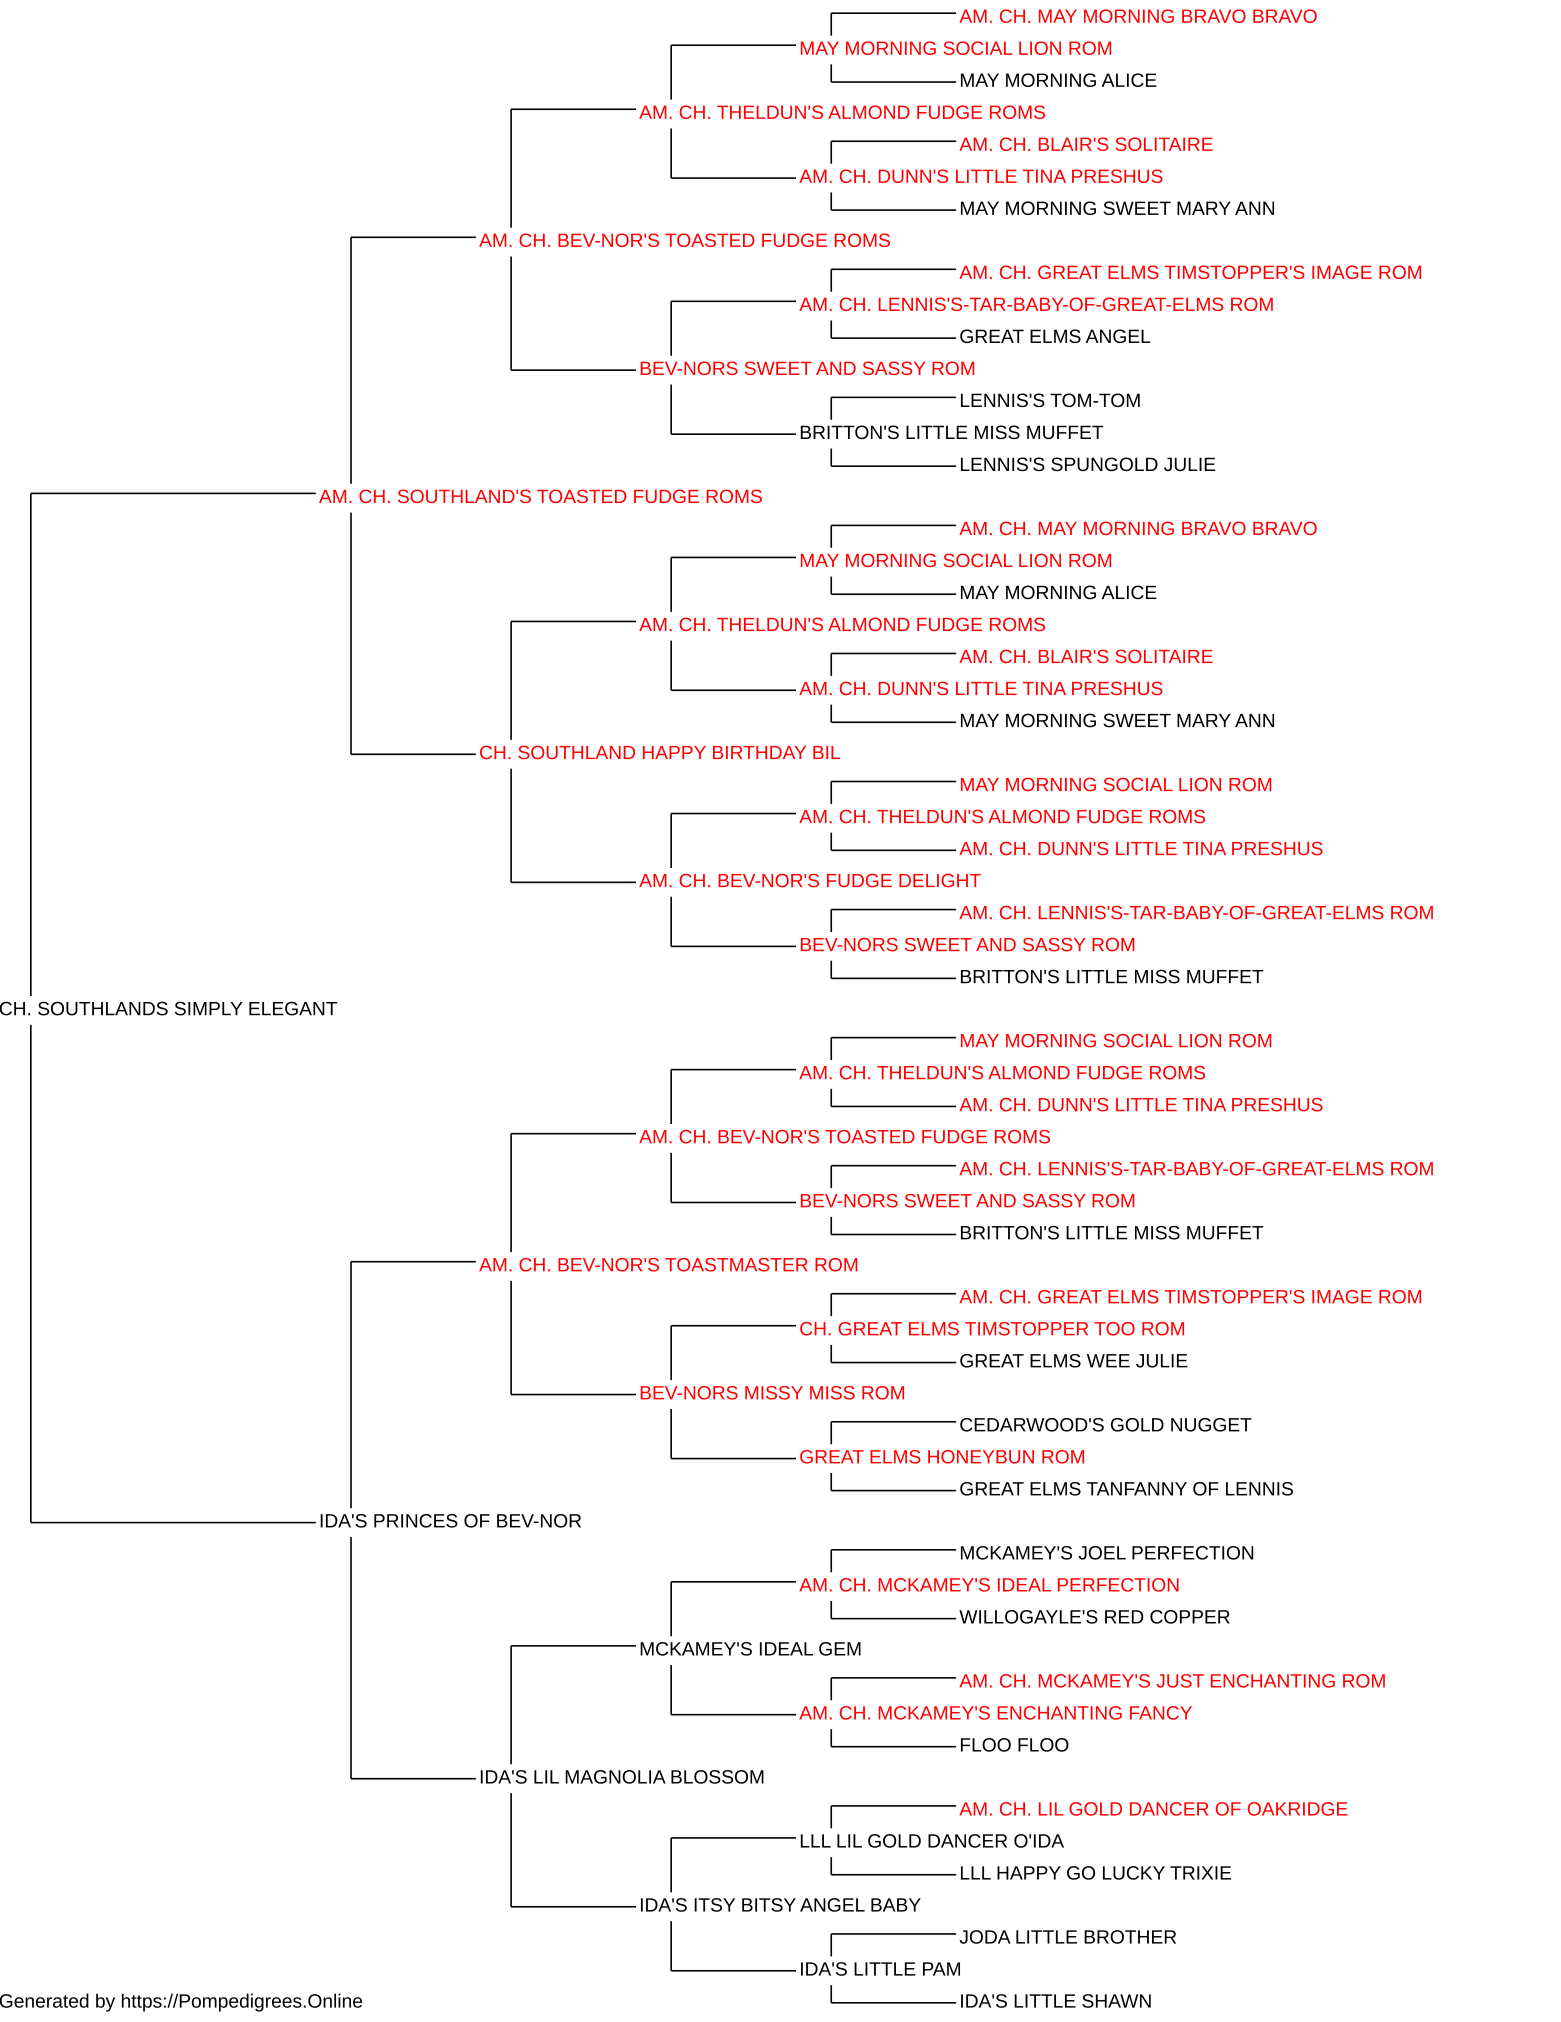 AM. CH. MAY MORNING BRAVO BRAVO
MAY MORNING SOCIAL LION ROM
MAY MORNING ALICE
AM. CH. THELDUN'S ALMOND FUDGE ROMS
AM. CH. BLAIR'S SOLITAIRE
AM. CH. DUNN'S LITTLE TINA PRESHUS
MAY MORNING SWEET MARY ANN
AM. CH. BEV-NOR'S TOASTED FUDGE ROMS
AM. CH. GREAT ELMS TIMSTOPPER'S IMAGE ROM
AM. CH. LENNIS'S-TAR-BABY-OF-GREAT-ELMS ROM
GREAT ELMS ANGEL
BEV-NORS SWEET AND SASSY ROM
LENNIS'S TOM-TOM
BRITTON'S LITTLE MISS MUFFET
LENNIS'S SPUNGOLD JULIE
AM. CH. SOUTHLAND'S TOASTED FUDGE ROMS
AM. CH. MAY MORNING BRAVO BRAVO
MAY MORNING SOCIAL LION ROM
MAY MORNING ALICE
AM. CH. THELDUN'S ALMOND FUDGE ROMS
AM. CH. BLAIR'S SOLITAIRE
AM. CH. DUNN'S LITTLE TINA PRESHUS
MAY MORNING SWEET MARY ANN
CH. SOUTHLAND HAPPY BIRTHDAY BIL
MAY MORNING SOCIAL LION ROM
AM. CH. THELDUN'S ALMOND FUDGE ROMS
AM. CH. DUNN'S LITTLE TINA PRESHUS
AM. CH. BEV-NOR'S FUDGE DELIGHT
AM. CH. LENNIS'S-TAR-BABY-OF-GREAT-ELMS ROM
BEV-NORS SWEET AND SASSY ROM
BRITTON'S LITTLE MISS MUFFET
CH. SOUTHLANDS SIMPLY ELEGANT
MAY MORNING SOCIAL LION ROM
AM. CH. THELDUN'S ALMOND FUDGE ROMS
AM. CH. DUNN'S LITTLE TINA PRESHUS
AM. CH. BEV-NOR'S TOASTED FUDGE ROMS
AM. CH. LENNIS'S-TAR-BABY-OF-GREAT-ELMS ROM
BEV-NORS SWEET AND SASSY ROM
BRITTON'S LITTLE MISS MUFFET
AM. CH. BEV-NOR'S TOASTMASTER ROM
AM. CH. GREAT ELMS TIMSTOPPER'S IMAGE ROM
CH. GREAT ELMS TIMSTOPPER TOO ROM
GREAT ELMS WEE JULIE
BEV-NORS MISSY MISS ROM
CEDARWOOD'S GOLD NUGGET
GREAT ELMS HONEYBUN ROM
GREAT ELMS TANFANNY OF LENNIS
IDA'S PRINCES OF BEV-NOR
MCKAMEY'S JOEL PERFECTION
AM. CH. MCKAMEY'S IDEAL PERFECTION
WILLOGAYLE'S RED COPPER
MCKAMEY'S IDEAL GEM
AM. CH. MCKAMEY'S JUST ENCHANTING ROM
AM. CH. MCKAMEY'S ENCHANTING FANCY
FLOO FLOO
IDA'S LIL MAGNOLIA BLOSSOM
AM. CH. LIL GOLD DANCER OF OAKRIDGE
LLL LIL GOLD DANCER O'IDA
LLL HAPPY GO LUCKY TRIXIE
IDA'S ITSY BITSY ANGEL BABY
JODA LITTLE BROTHER
IDA'S LITTLE PAM
IDA'S LITTLE SHAWN
Generated by https://Pompedigrees.Online